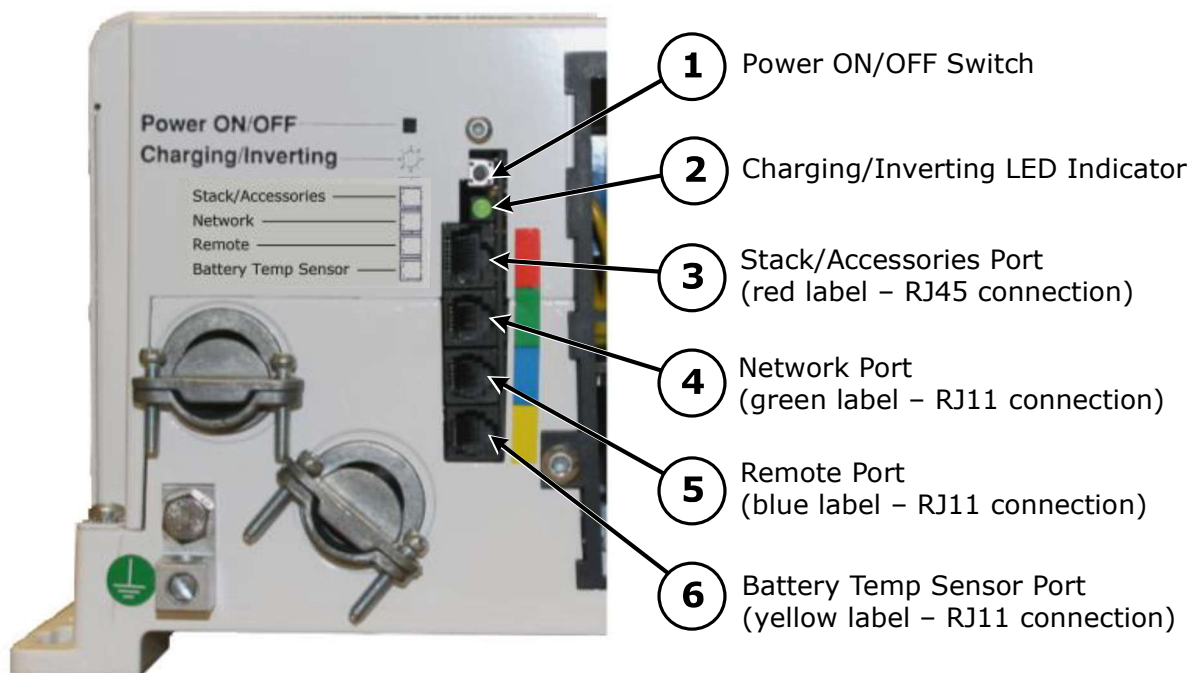 Power ON/OFF
Charging/Inverting
Stack/Accessories
Network
Remote
Battery Temp Sensor
1 Power ON/OFF Switch
2 Charging/Inverting LED Indicator
3 Stack/Accessories Port
(red label – RJ45 connection)
4 Network Port
(green label – RJ11 connection)
5 Remote Port
(blue label – RJ11 connection)
6 Battery Temp Sensor Port
(yellow label – RJ11 connection)